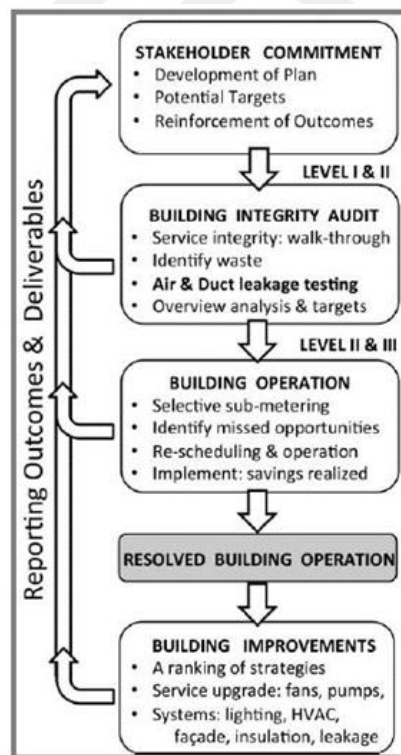 STAKEHOLDER COMMITMENT
• Development of Plan
• Potential Targets
• Reinforcement of Outcomes
LEVEL I & II
BUILDING INTEGRITY AUDIT
• Service integrity: walk-through
• Identify waste
• Air & Duct leakage testing
• Overview analysis & targets
LEVEL II & III
BUILDING OPERATION
• Selective sub-metering
• Identify missed opportunities
• Re-scheduling & operation
• Implement: savings realized
RESOLVED BUILDING OPERATION
BUILDING IMPROVEMENTS
• A ranking of strategies
• Service upgrade: fans, pumps,
• Systems: lighting, HVAC,
façade, insulation, leakage
Reporting Outcomes & Deliverables